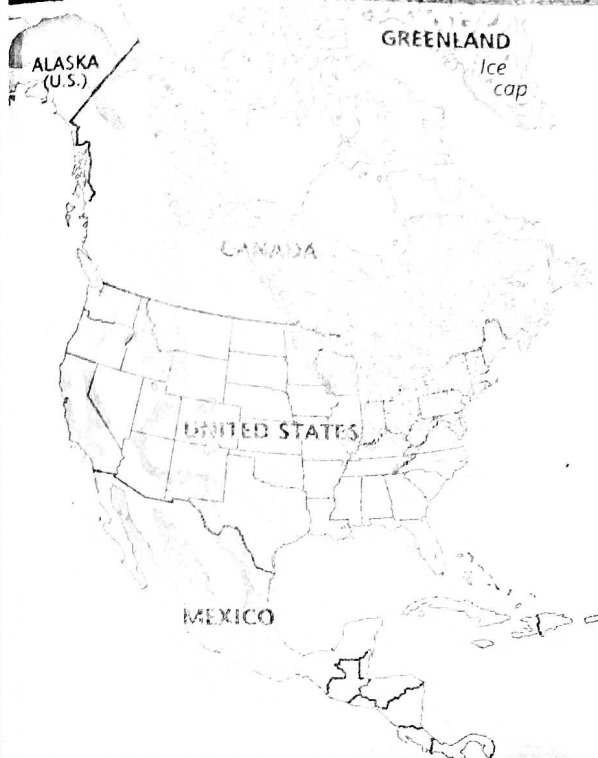 GREENLAND
Ice
cap
ALASKA
(U.S.)
CANADA
UNITED STATES
MEXICO